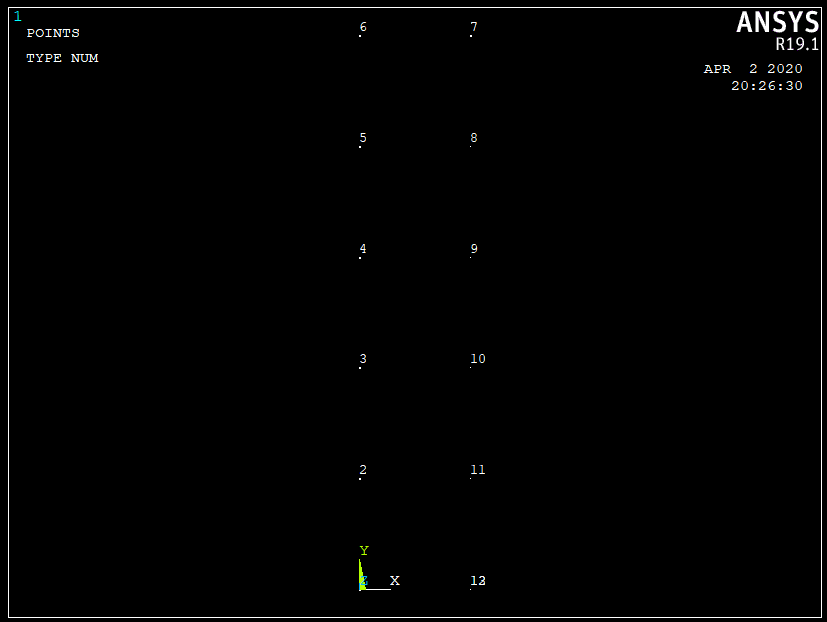 1
POINTS
TYPE NUM
ANSYS
R19.1
APR 2 2020
20:26:30
6 7
5 8
4 9
3 10
2 11
Y
Z X 12